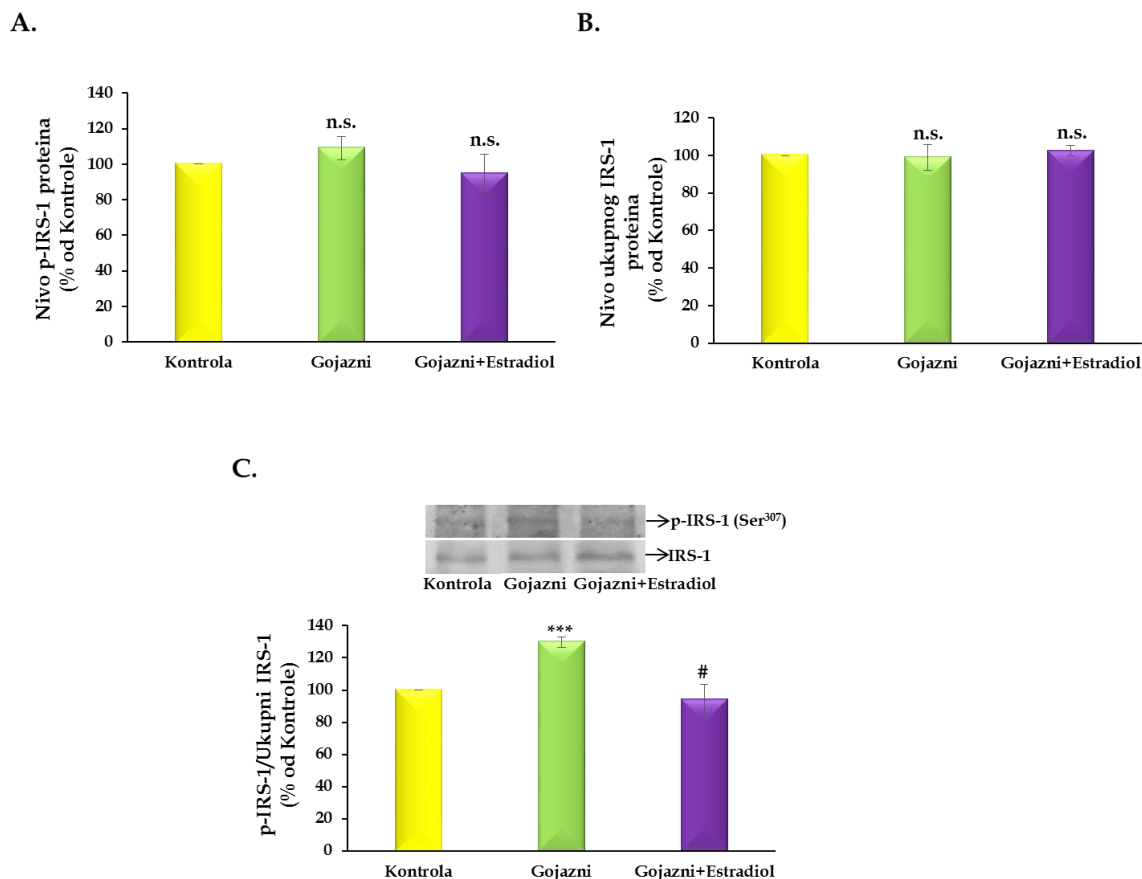 A.
Nivo p-IRS-1 proteina
(% od Kontrole)
140
120
100
80
60
40
20
0
n.s.
n.s.
Kontrola
Gojazni
Gojazni+Estradiol
B.
Nivo ukupnog IRS-1
proteina
(% od Kontrole)
120
100
80
60
40
20
0
n.s.
n.s.
Kontrola
Gojazni
Gojazni+Estradiol
C.
p-IRS-1 (Ser³⁰⁷)
IRS-1
Kontrola Gojazni Gojazni+Estradiol
p-IRS-1/Ukupni IRS-1
(% od Kontrole)
140
120
100
80
60
40
20
0
***
#
Kontrola
Gojazni
Gojazni+Estradiol